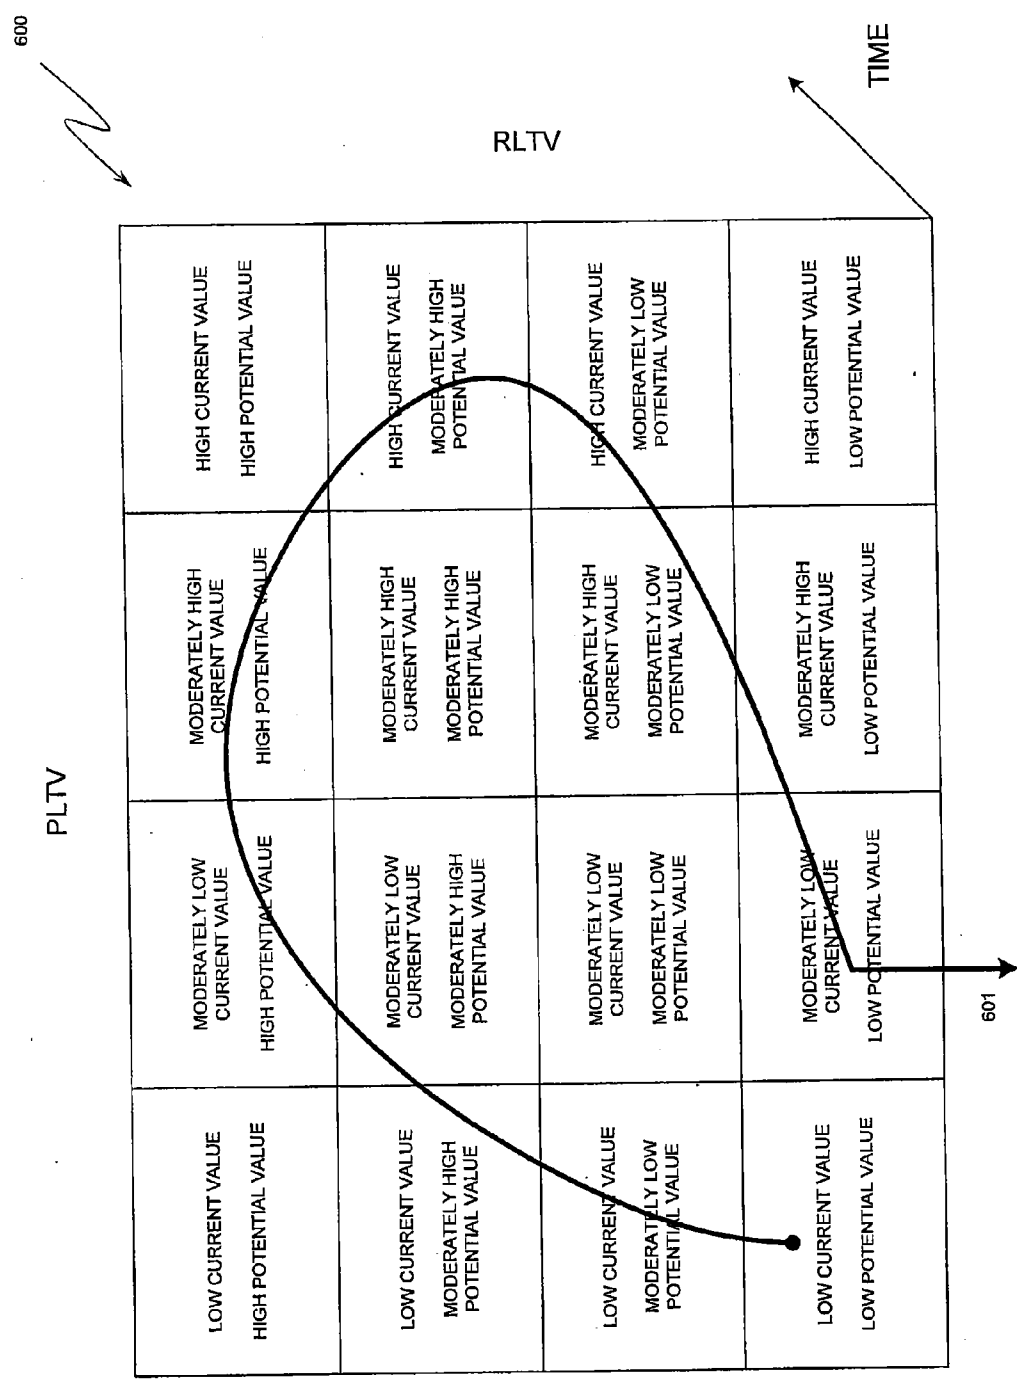 600
PLTV
RLTV
TIME
LOW CURRENT VALUE
HIGH POTENTIAL VALUE
MODERATELY LOW
CURRENT VALUE
HIGH POTENTIAL VALUE
MODERATELY HIGH
CURRENT VALUE
HIGH POTENTIAL VALUE
HIGH CURRENT VALUE
HIGH POTENTIAL VALUE
LOW CURRENT VALUE
MODERATELY HIGH
POTENTIAL VALUE
MODERATELY LOW
CURRENT VALUE
MODERATELY HIGH
POTENTIAL VALUE
MODERATELY HIGH
CURRENT VALUE
MODERATELY HIGH
POTENTIAL VALUE
HIGH CURRENT VALUE
MODERATELY HIGH
POTENTIAL VALUE
LOW CURRENT VALUE
MODERATELY LOW
POTENTIAL VALUE
MODERATELY LOW
CURRENT VALUE
MODERATELY LOW
POTENTIAL VALUE
MODERATELY HIGH
CURRENT VALUE
MODERATELY LOW
POTENTIAL VALUE
HIGH CURRENT VALUE
MODERATELY LOW
POTENTIAL VALUE
LOW CURRENT VALUE
LOW POTENTIAL VALUE
MODERATELY LOW
CURRENT VALUE
LOW POTENTIAL VALUE
MODERATELY HIGH
CURRENT VALUE
LOW POTENTIAL VALUE
HIGH CURRENT VALUE
LOW POTENTIAL VALUE
601